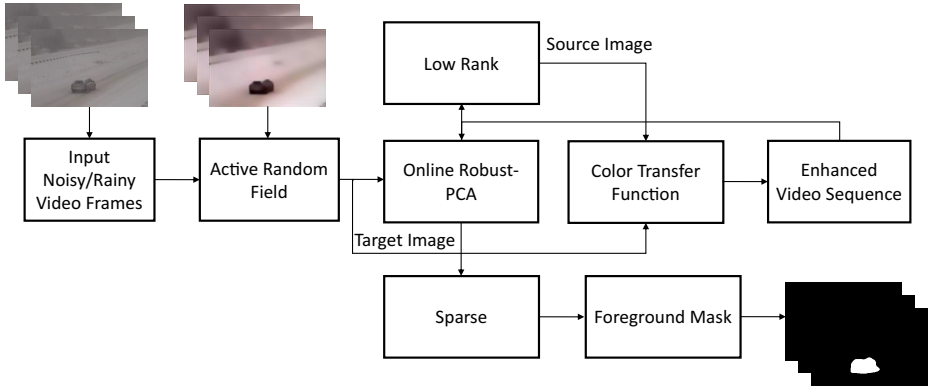 Low Rank
Source Image
Input
Noisy/Rainy
Video Frames
Active Random
Field
Online Robust-
PCA
Color Transfer
Function
Enhanced
Video Sequence
Target Image
Sparse
Foreground Mask